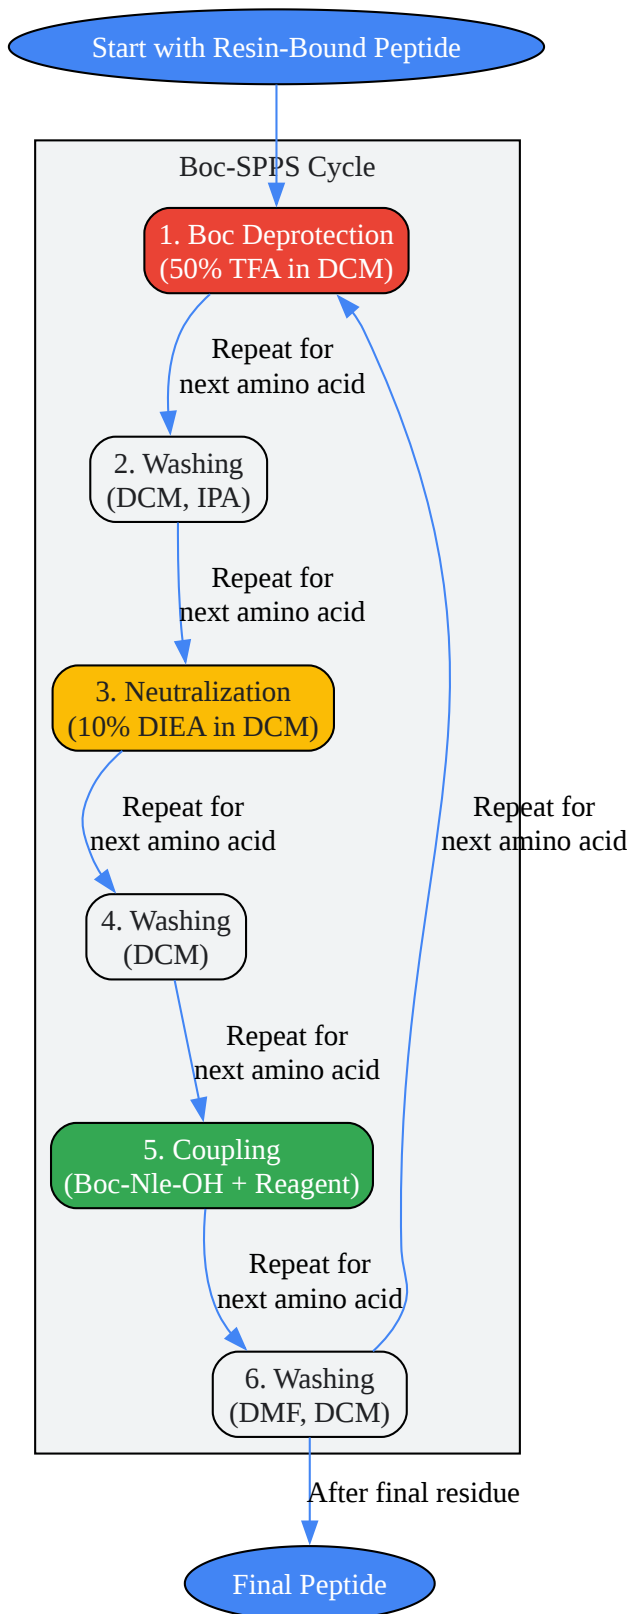 Start with Resin-Bound Peptide
Boc-SPPS Cycle
1. Boc Deprotection
(50% TFA in DCM)
Repeat for
next amino acid
2. Washing
(DCM, IPA)
Repeat for
next amino acid
3. Neutralization
(10% DIEA in DCM)
Repeat for
next amino acid
Repeat for
next amino acid
4. Washing
(DCM)
Repeat for
next amino acid
5. Coupling
(Boc-Nle-OH + Reagent)
Repeat for
next amino acid
6. Washing
(DMF, DCM)
After final residue
Final Peptide